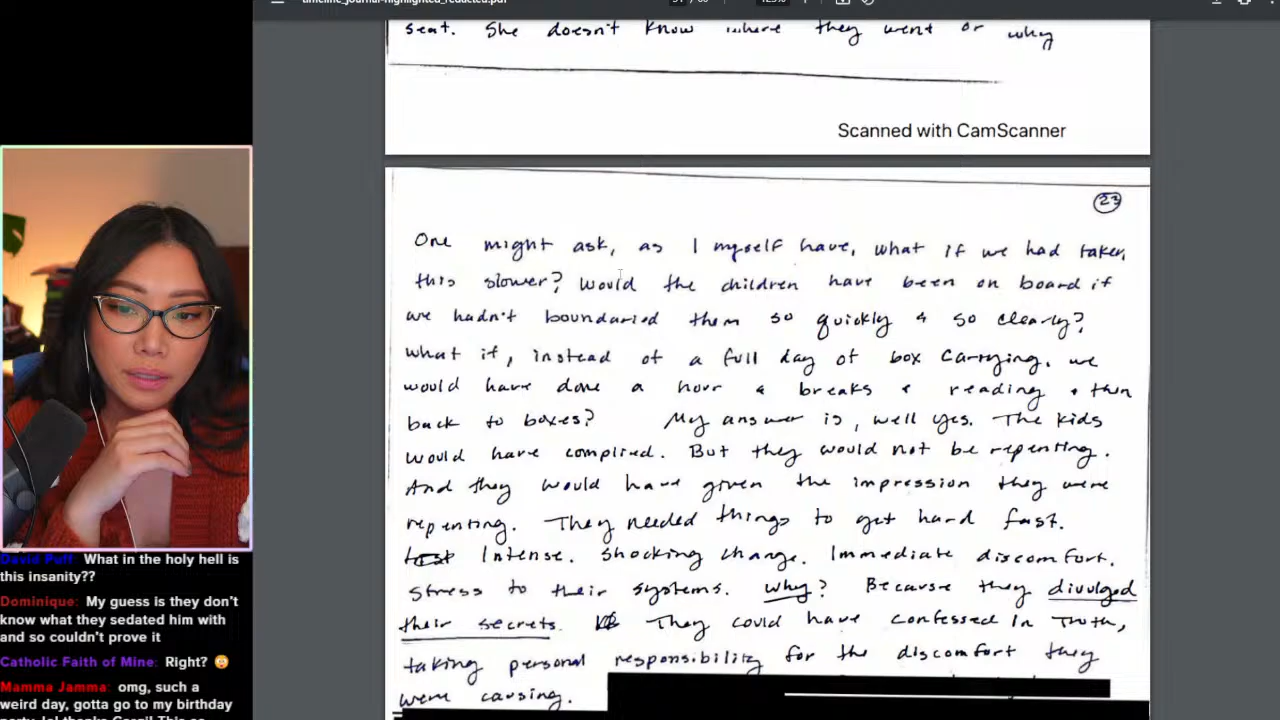 timeline_journal-highlighted_redacted.pdf
seat. She doesn't know where they went or why
Scanned with CamScanner
23
One might ask, as I myself have, what if we had taken
this slower? Would the children have been on board if
we hadn't boundaried them so quickly & so clearly?
What if, instead of a full day of box carrying, we
would have done a hour & breaks & reading & then
back to boxes? My answer is, well yes. The kids
would have complied. But they would not be repenting.
And they would have given the impression they were
repenting. They needed things to get hard fast.
Intense. Shocking change. Immediate discomfort.
Stress to their systems. Why? Because they divulged
their secrets. They could have confessed in Truth,
taking personal responsibility for the discomfort they
were causing.
David Puff: What in the holy hell is
this insanity??
Dominique: My guess is they don't
know what they sedated him with
and so couldn't prove it
Catholic Faith of Mine: Right? 😳
Mamma Jamma: omg, such a
weird day, gotta go to my birthday